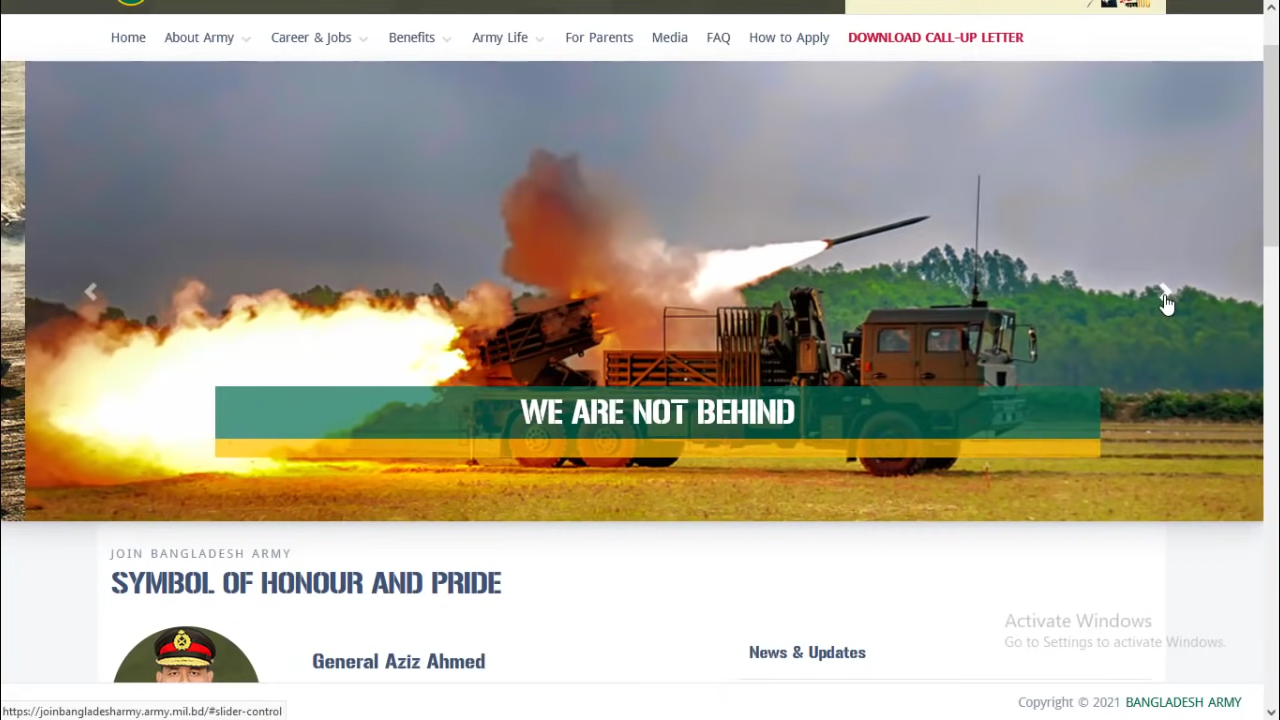 Home About Army Career & Jobs Benefits Army Life For Parents Media FAQ How to Apply DOWNLOAD CALL-UP LETTER
WE ARE NOT BEHIND
JOIN BANGLADESH ARMY
SYMBOL OF HONOUR AND PRIDE
General Aziz Ahmed
News & Updates
Activate Windows
Go to Settings to activate Windows.
Copyright © 2021 BANGLADESH ARMY
https://joinbangladesharmy.army.mil.bd/#slider-control